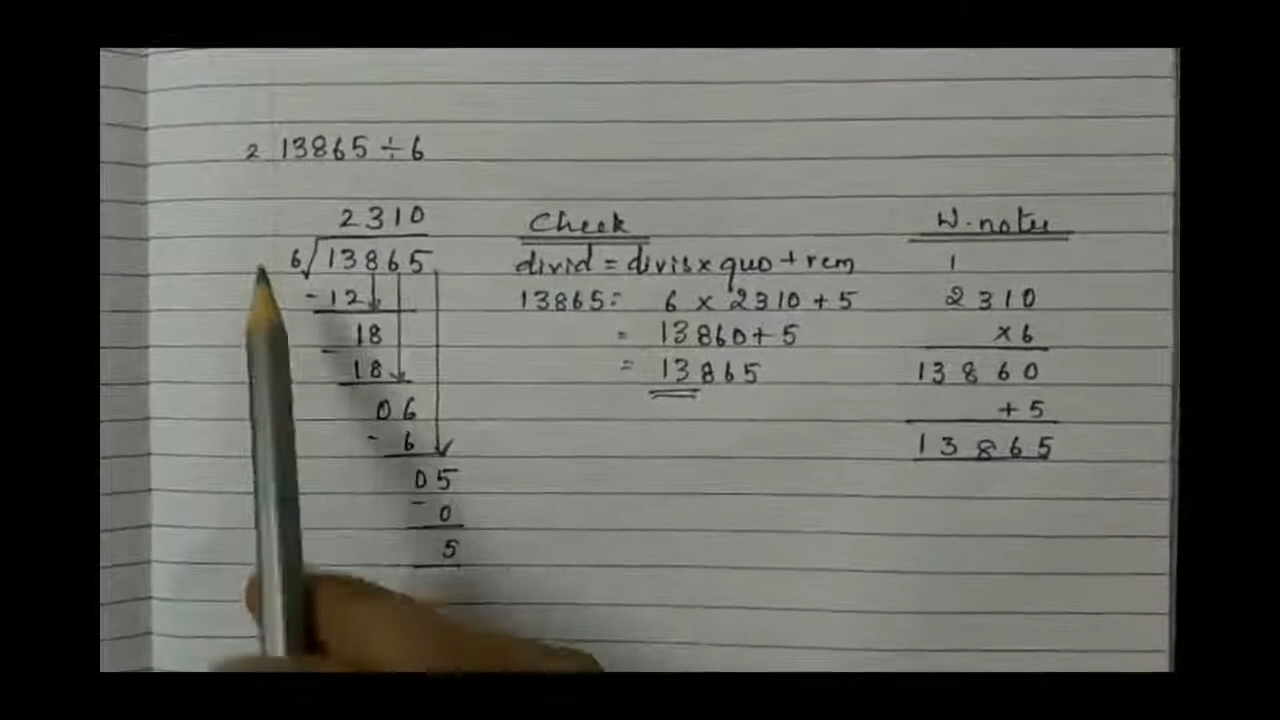 2 13865 ÷ 6
2310
6 13865
- 12
18
- 18
06
- 6
05
- 0
5
Check
divid = divis x quo + rem
13865 = 6 x 2310 + 5
= 13860 + 5
= 13865
W. notes
1
2310
x 6
13860
+ 5
13865